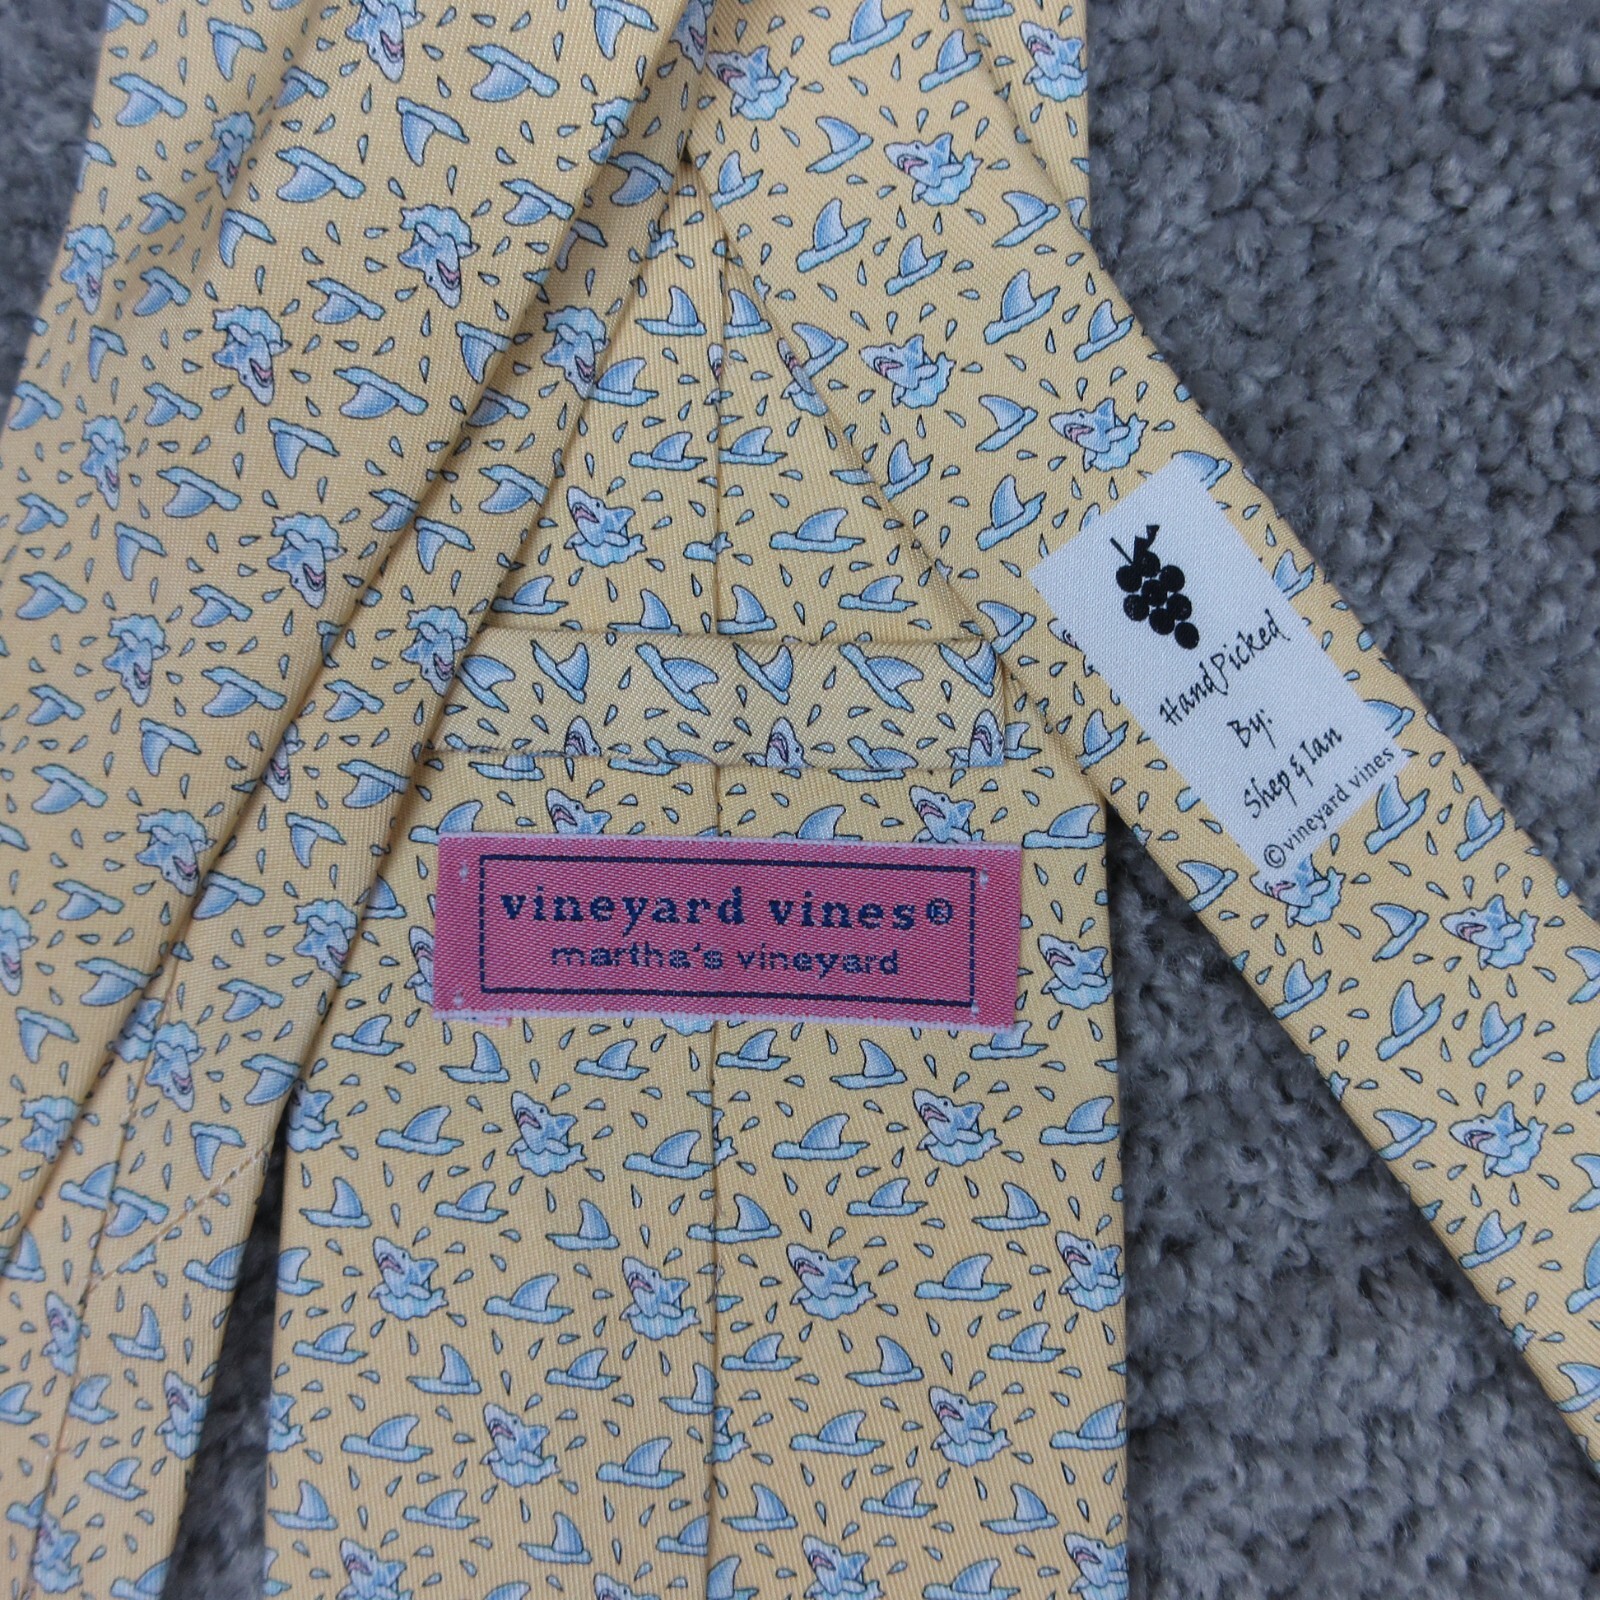 HandPicked
By:
Shep & Ian
©vineyard vines
vineyard vines®
martha's vineyard